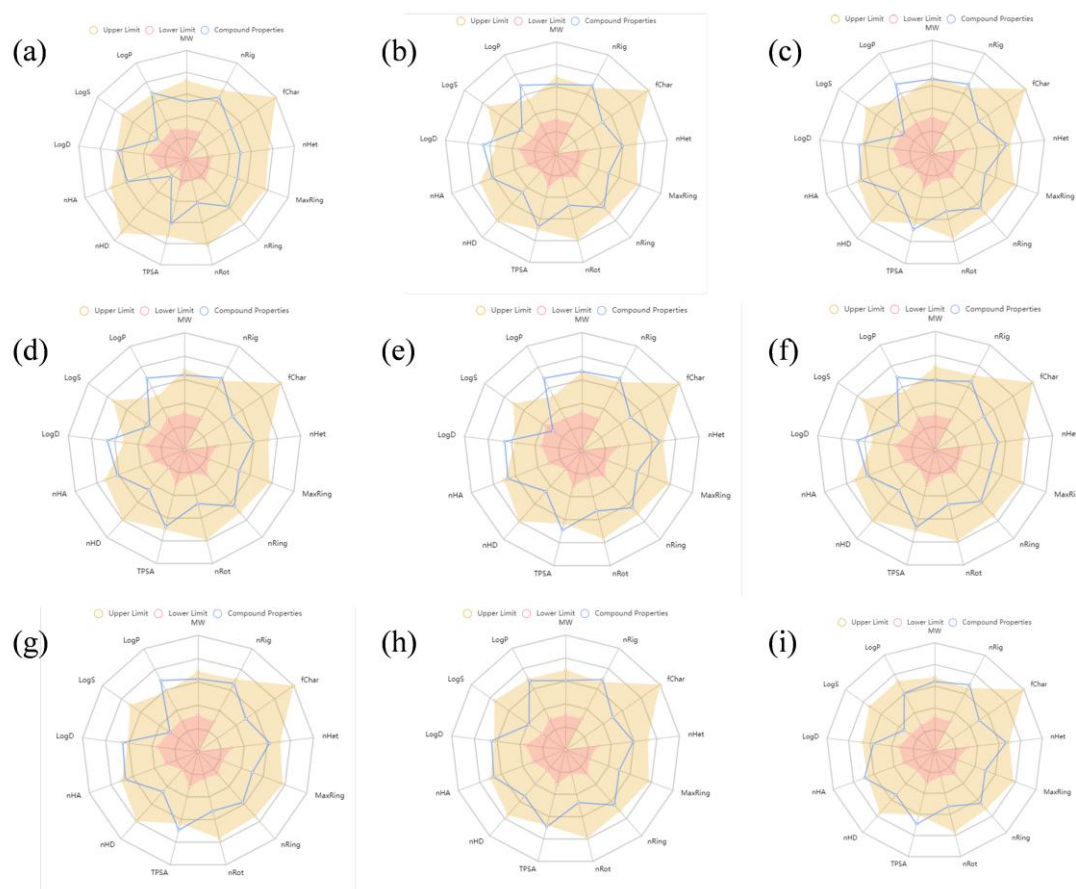 (a)
Upper Limit Lower Limit Compound Properties
MW
LogP nRig
LogS fChar
LogD nHet
nHA MaxRing
nHD nRing
TPSA nRot
(b)
Upper Limit Lower Limit Compound Properties
MW
LogP nRig
LogS fChar
LogD nHet
nHA MaxRing
nHD nRing
TPSA nRot
(c)
Upper Limit Lower Limit Compound Properties
MW
LogP nRig
LogS fChar
LogD nHet
nHA MaxRing
nHD nRing
TPSA nRot
(d)
Upper Limit Lower Limit Compound Properties
MW
LogP nRig
LogS fChar
LogD nHet
nHA MaxRing
nHD nRing
TPSA nRot
(e)
Upper Limit Lower Limit Compound Properties
MW
LogP nRig
LogS fChar
LogD nHet
nHA MaxRing
nHD nRing
TPSA nRot
(f)
Upper Limit Lower Limit Compound Properties
MW
LogP nRig
LogS fChar
LogD nHet
nHA MaxRing
nHD nRing
TPSA nRot
(g)
Upper Limit Lower Limit Compound Properties
MW
LogP nRig
LogS fChar
LogD nHet
nHA MaxRing
nHD nRing
TPSA nRot
(h)
Upper Limit Lower Limit Compound Properties
MW
LogP nRig
LogS fChar
LogD nHet
nHA MaxRing
nHD nRing
TPSA nRot
(i)
Upper Limit Lower Limit Compound Properties
MW
LogP nRig
LogS fChar
LogD nHet
nHA MaxRing
nHD nRing
TPSA nRot